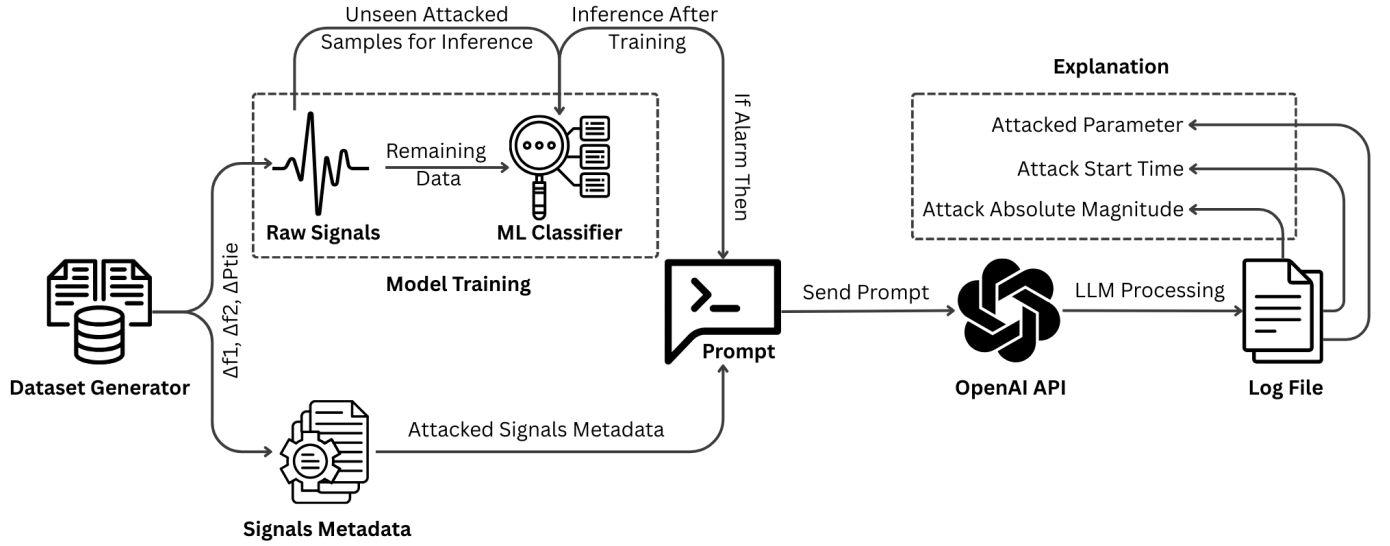 Unseen Attacked
Samples for Inference
Inference After
Training
Explanation
Attacked Parameter
Attack Start Time
Attack Absolute Magnitude
If Alarm Then
Remaining
Data
Raw Signals
ML Classifier
Model Training
Δf1, Δf2, ΔPtie
Dataset Generator
Prompt
Send Prompt
OpenAI API
LLM Processing
Log File
Attacked Signals Metadata
Signals Metadata